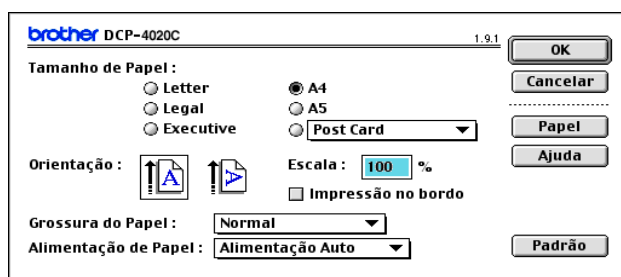 brother DCP-4020C
1.9.1
OK
Tamanho de Papel :
Cancelar
Letter
A4
Legal
A5
Executive
Post Card
Papel
Orientação :
A
A
Escala :
100 %
Ajuda
Impressão no bordo
Grossura do Papel :
Normal
Alimentação de Papel :
Alimentação Auto
Padrão